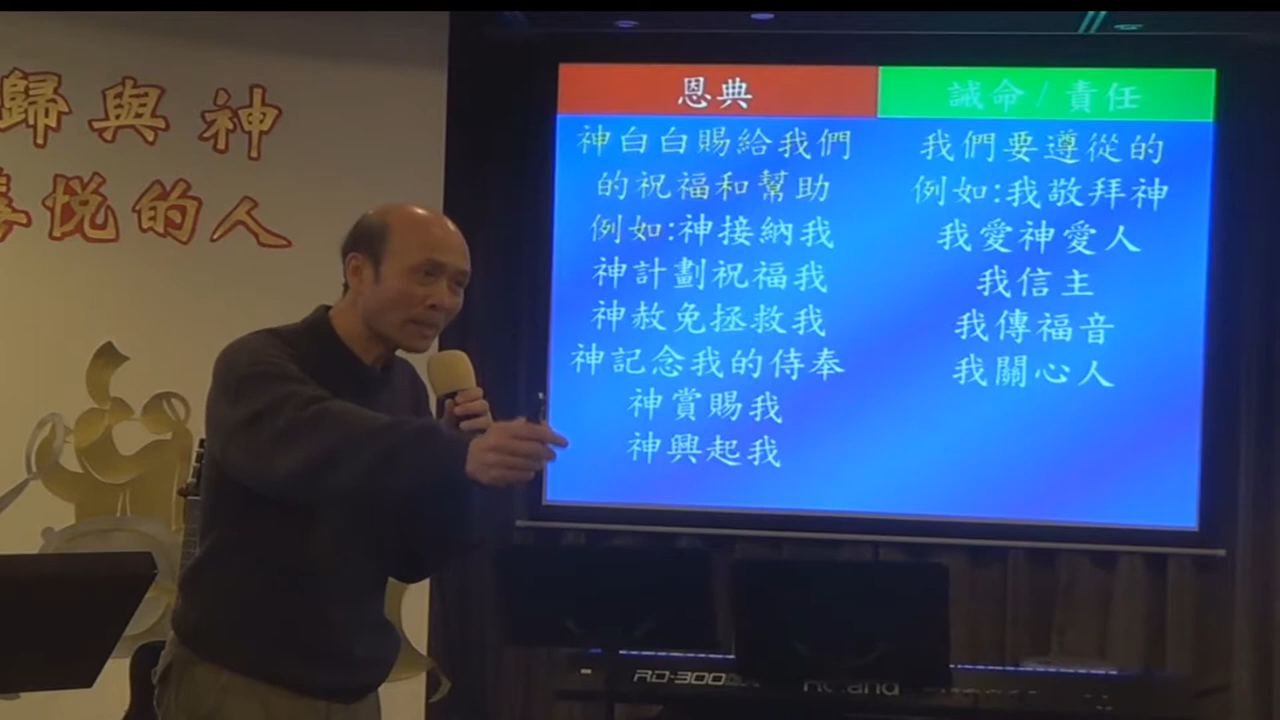 歸與神
喜悅的人
恩典
神白白賜給我們
的祝福和幫助
例如:神接納我
神計劃祝福我
神赦免拯救我
神記念我的侍奉
神賞賜我
神興起我
誡命/責任
我們要遵從的
例如:我敬拜神
我愛神愛人
我信主
我傳福音
我關心人
RD-300
Roland